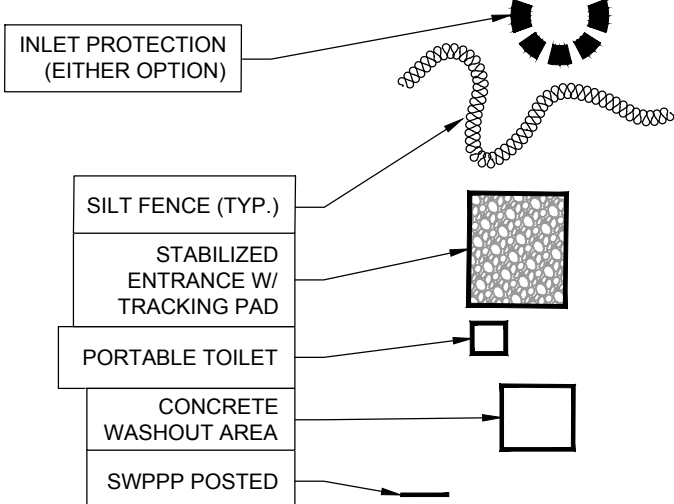 INLET PROTECTION
(EITHER OPTION)
SILT FENCE (TYP.)
STABILIZED
ENTRANCE W/
TRACKING PAD
PORTABLE TOILET
CONCRETE
WASHOUT AREA
SWPPP POSTED